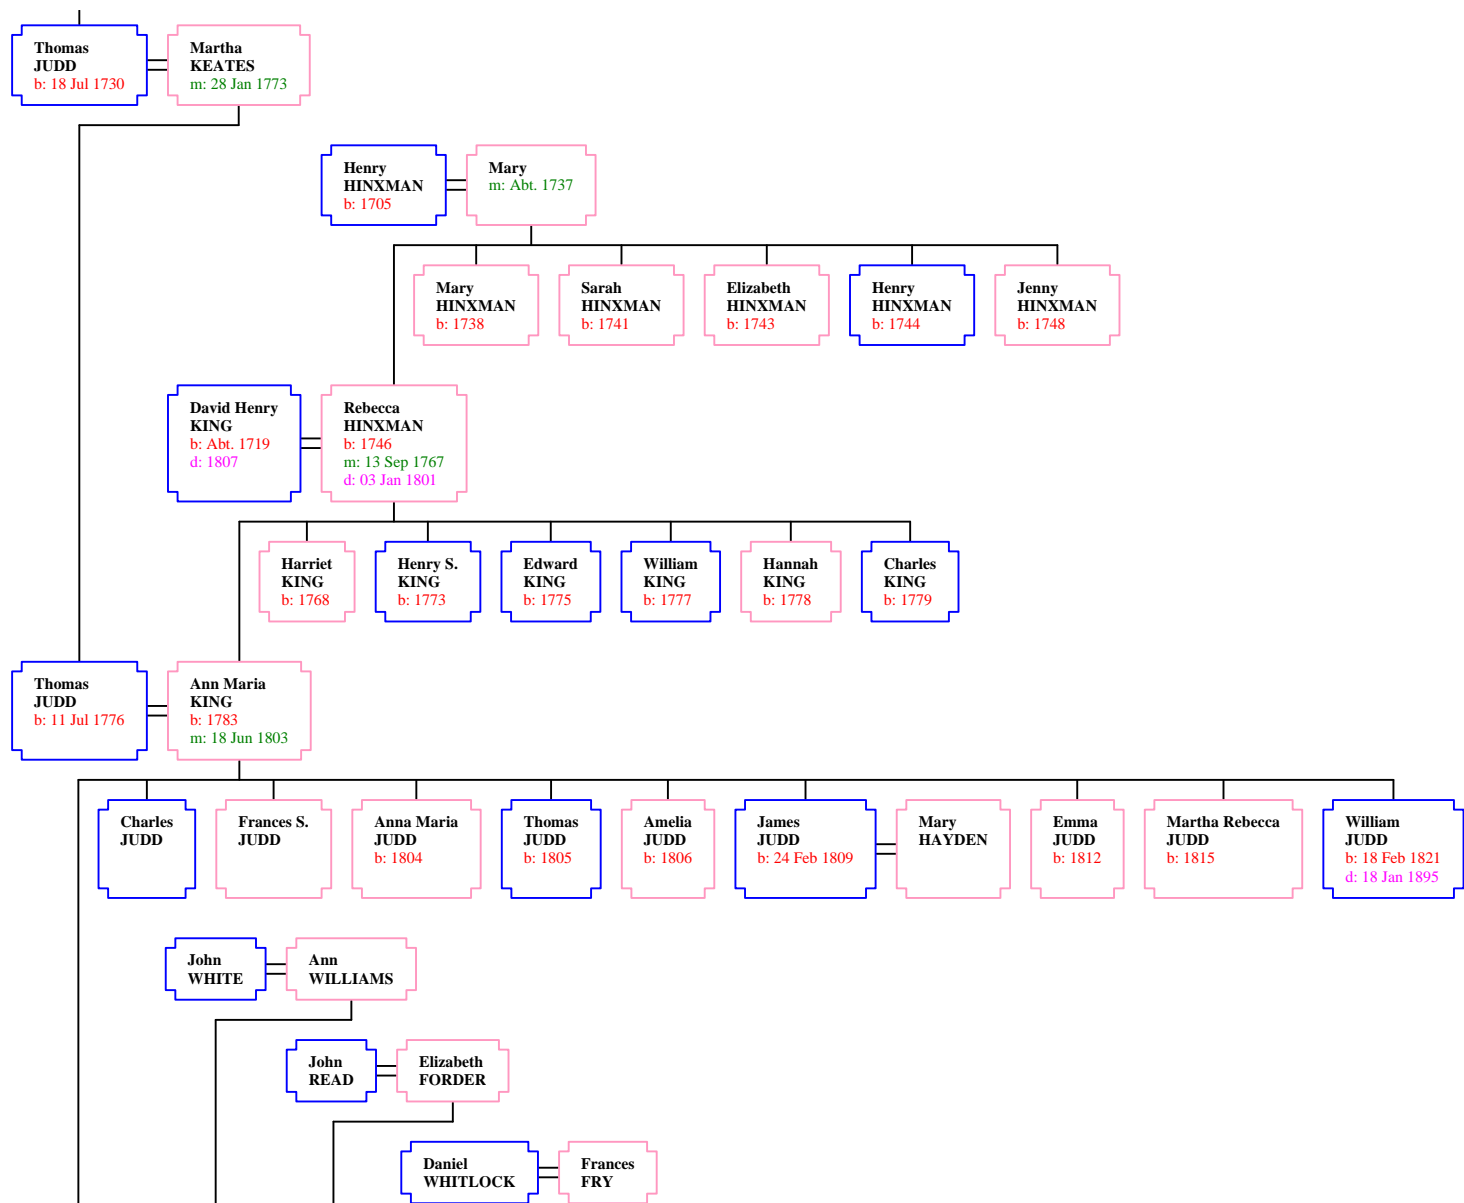 Thomas
JUDD
b: 18 Jul 1730
Martha
KEATES
m: 28 Jan 1773
Henry
HINXMAN
b: 1705
Mary
m: Abt. 1737
Mary
HINXMAN
b: 1738
Sarah
HINXMAN
b: 1741
Elizabeth
HINXMAN
b: 1743
Henry
HINXMAN
b: 1744
Jenny
HINXMAN
b: 1748
David Henry
KING
b: Abt. 1719
d: 1807
Rebecca
HINXMAN
b: 1746
m: 13 Sep 1767
d: 03 Jan 1801
Harriet
KING
b: 1768
Henry S.
KING
b: 1773
Edward
KING
b: 1775
William
KING
b: 1777
Hannah
KING
b: 1778
Charles
KING
b: 1779
Thomas
JUDD
b: 11 Jul 1776
Ann Maria
KING
b: 1783
m: 18 Jun 1803
Charles
JUDD
Frances S.
JUDD
Anna Maria
JUDD
b: 1804
Thomas
JUDD
b: 1805
Amelia
JUDD
b: 1806
James
JUDD
b: 24 Feb 1809
Mary
HAYDEN
Emma
JUDD
b: 1812
Martha Rebecca
JUDD
b: 1815
William
JUDD
b: 18 Feb 1821
d: 18 Jan 1895
John
WHITE
Ann
WILLIAMS
John
READ
Elizabeth
FORDER
Daniel
WHITLOCK
Frances
FRY